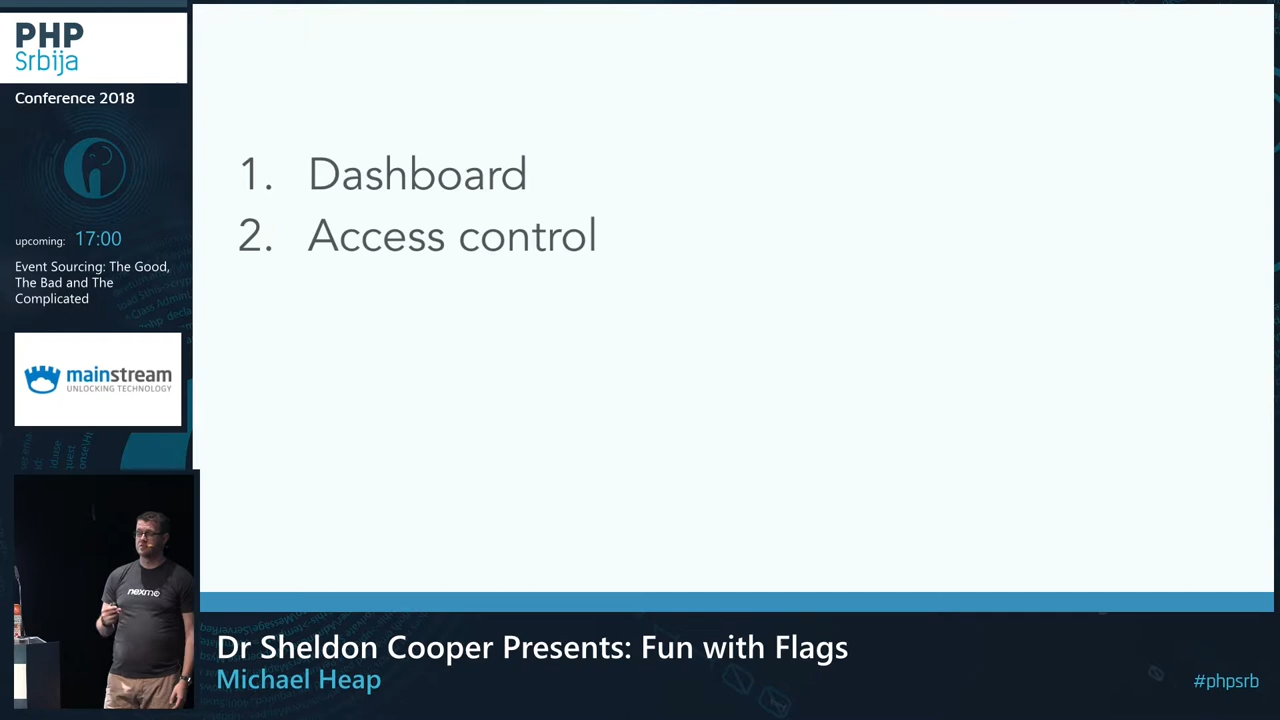 PHP
Srbija
Conference 2018
upcoming: 17:00
Event Sourcing: The Good,
The Bad and The
Complicated
mainstream
UNLOCKING TECHNOLOGY
1. Dashboard
2. Access control
nexmo
Dr Sheldon Cooper Presents: Fun with Flags
Michael Heap
#phpsrb